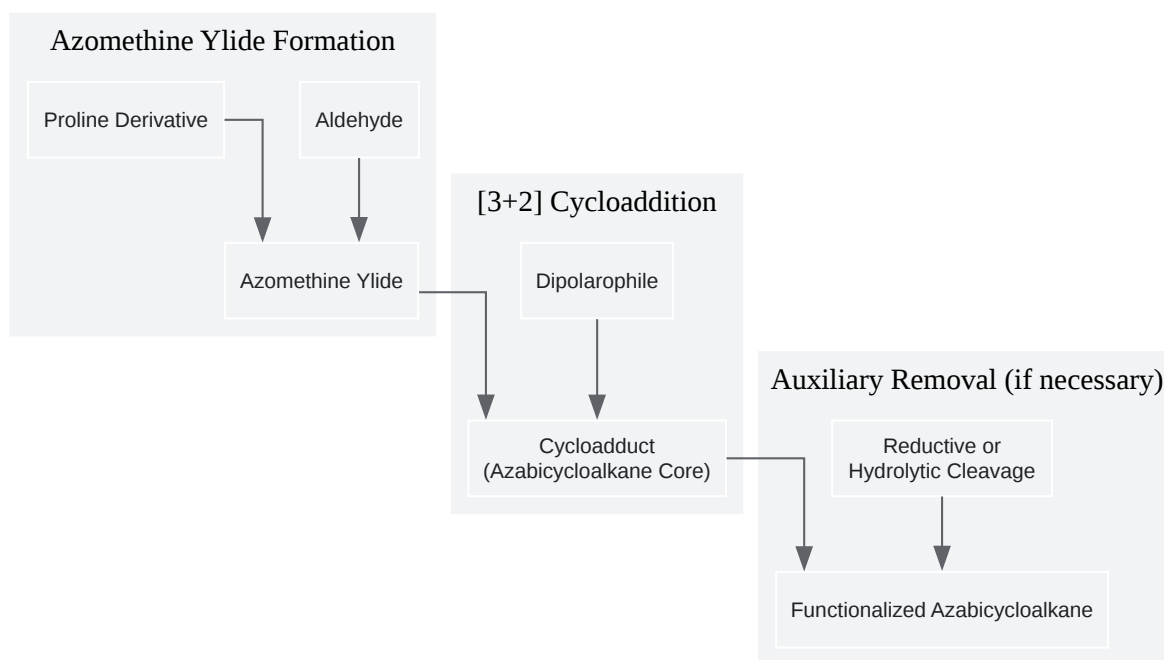 Azomethine Ylide Formation
Proline Derivative
Aldehyde
Azomethine Ylide
[3+2] Cycloaddition
Dipolarophile
Cycloadduct
(Azabicycloalkane Core)
Auxiliary Removal (if necessary)
Reductive or
Hydrolytic Cleavage
Functionalized Azabicycloalkane